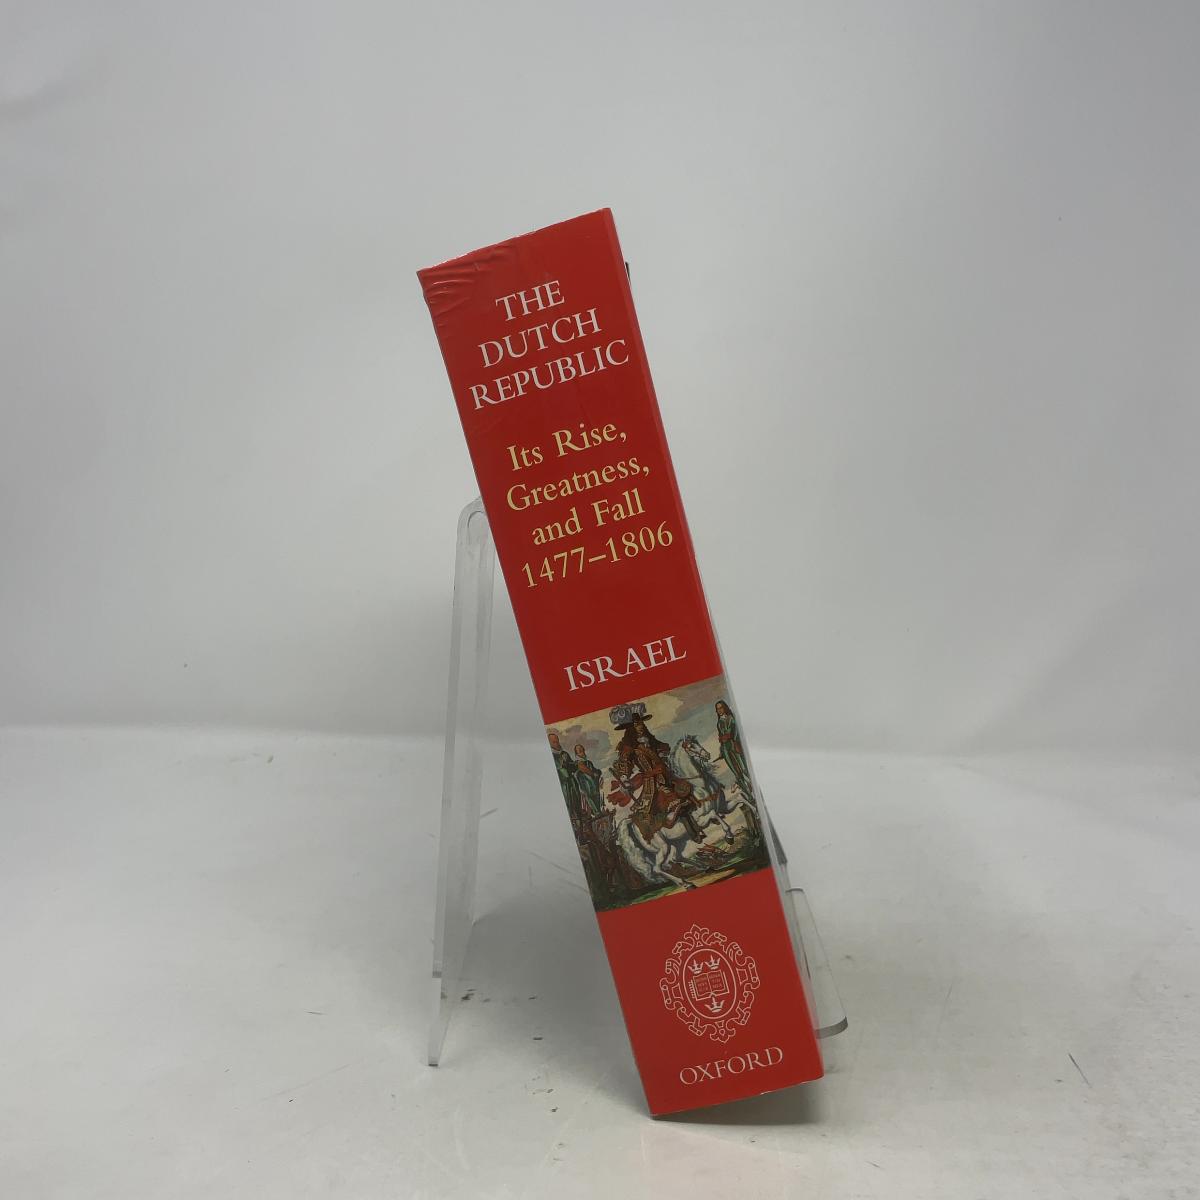 THE
DUTCH
REPUBLIC
Its Rise,
Greatness,
and Fall
1477–1806
ISRAEL
OXFORD